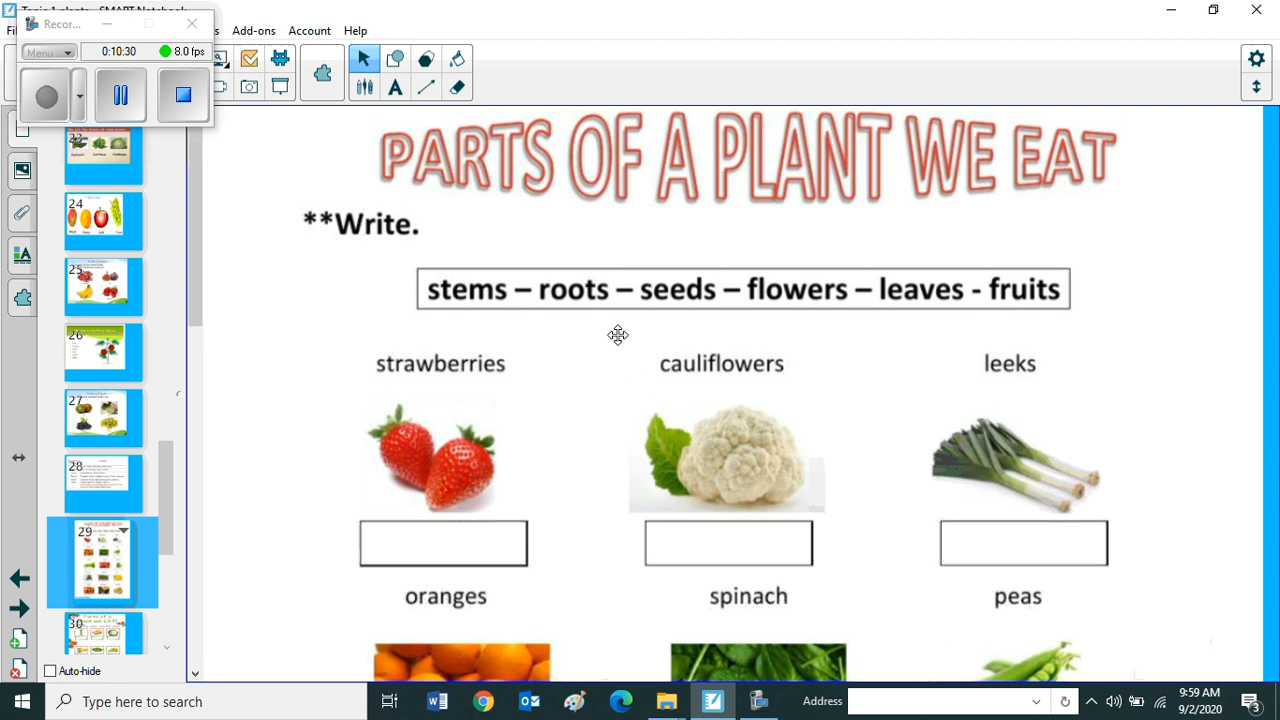 Recor...
Menu
0:10:30
8.0 fps
Add-ons Account Help
23
24
25
26
27
28
29
30
Auto-hide
PARTS OF A PLANT WE EAT
**Write.
stems – roots – seeds – flowers – leaves - fruits
strawberries cauliflowers leeks
oranges spinach peas
Type here to search
Address
9:59 AM
9/2/2020
3